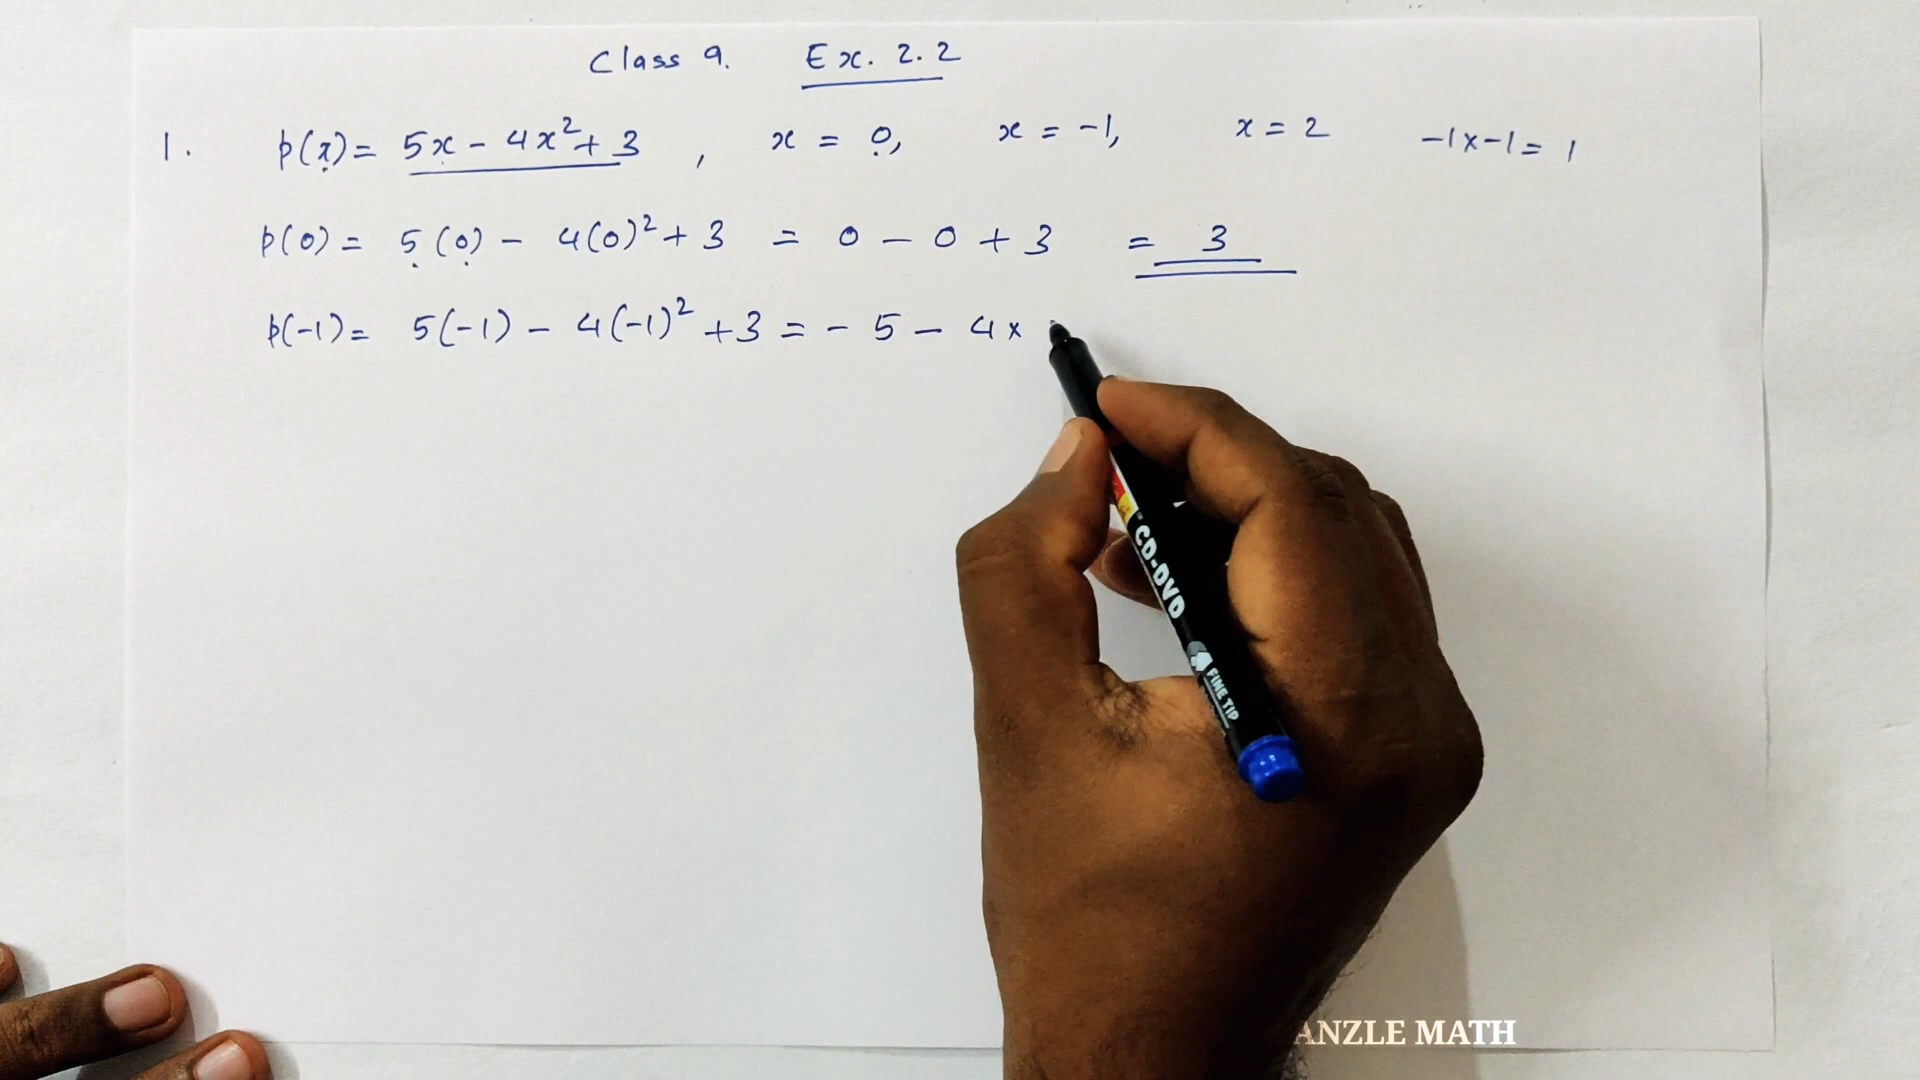 Class 9. Ex. 2.2
1. p(x) = 5x - 4x² + 3 , x = 0, x = -1, x = 2 -1x-1 = 1
p(0) = 5(0) - 4(0)² + 3 = 0 - 0 + 3 = 3
p(-1) = 5(-1) - 4(-1)² + 3 = - 5 - 4 x
CD-DVD
FINE TIP
ANZLE MATH